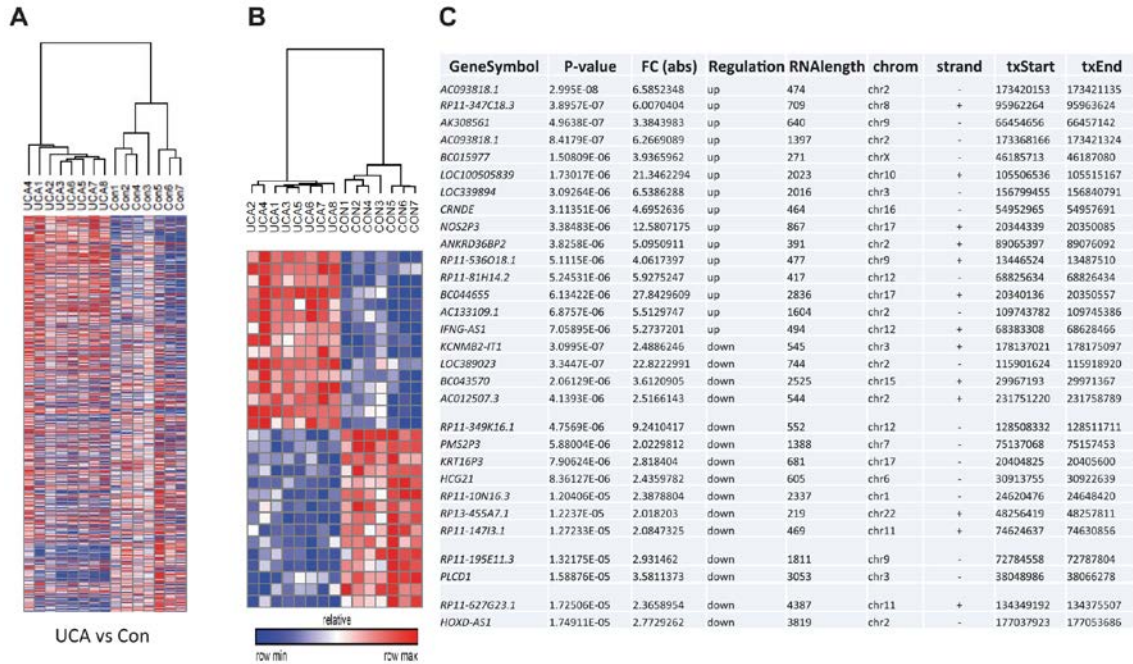 A
B
C
UCA4 UCA1 UCA2 UCA3 UCA6 UCA5 UCA7 UCA8 Con1 Con2 Con4 Con3 Con5 Con6 Con7
UCA vs Con
UCA2 UCA4 UCA1 UCA3 UCA5 UCA6 UCA7 UCA8 CON1 CON2 CON4 CON3 CON5 CON6 CON7
relative
row min row max
GeneSymbol P-value FC (abs) Regulation RNAlength chrom strand txStart txEnd
AC093818.1 2.995E-08 6.5852348 up 474 chr2 - 173420153 173421135
RP11-347C18.3 3.8957E-07 6.0070404 up 709 chr8 + 95962264 95963624
AK308561 4.9638E-07 3.3843983 up 640 chr9 - 66454656 66457142
AC093818.1 8.4179E-07 6.2669089 up 1397 chr2 - 173368166 173421324
BC015977 1.50809E-06 3.9365962 up 271 chrX - 46185713 46187080
LOC100505839 1.73017E-06 21.3462294 up 2023 chr10 + 105506536 105515167
LOC339894 3.09264E-06 6.5386288 up 2016 chr3 - 156799455 156840791
CRNDE 3.11351E-06 4.6952636 up 464 chr16 - 54952965 54957691
NOS2P3 3.38483E-06 12.5807175 up 867 chr17 + 20344339 20350085
ANKRD36BP2 3.8258E-06 5.0950911 up 391 chr2 + 89065397 89076092
RP11-536O18.1 5.1115E-06 4.0617397 up 477 chr9 + 13446524 13487510
RP11-81H14.2 5.24531E-06 5.9275247 up 417 chr12 - 68825634 68826434
BC044655 6.13422E-06 27.8429609 up 2836 chr17 + 20340136 20350557
AC133109.1 6.8757E-06 5.5129747 up 1604 chr2 - 109743782 109745386
IFNG-AS1 7.05895E-06 5.2737201 up 494 chr12 + 68383308 68628466
KCNMB2-IT1 3.0995E-07 2.4886246 down 545 chr3 + 178137021 178175097
LOC389023 3.3447E-07 22.8222991 down 744 chr2 - 115901624 115918920
BC043570 2.06129E-06 3.6120905 down 2525 chr15 + 29967193 29971367
AC012507.3 4.1393E-06 2.5166143 down 544 chr2 + 231751220 231758789
RP11-349K16.1 4.7569E-06 9.2410417 down 552 chr12 - 128508332 128511711
PMS2P3 5.88004E-06 2.0229812 down 1388 chr7 - 75137068 75157453
KRT16P3 7.90624E-06 2.818404 down 681 chr17 - 20404825 20405600
HCG21 8.36127E-06 2.4359782 down 605 chr6 - 30913755 30922639
RP11-10N16.3 1.20406E-05 2.3878804 down 2337 chr1 - 24620476 24648420
RP13-455A7.1 1.2237E-05 2.018203 down 219 chr22 + 48256419 48257811
RP11-147I3.1 1.27233E-05 2.0847325 down 469 chr11 + 74624637 74630856
RP11-195E11.3 1.32175E-05 2.931462 down 1811 chr9 - 72784558 72787804
PLCD1 1.58876E-05 3.5811373 down 3053 chr3 - 38048986 38066278
RP11-627G23.1 1.72506E-05 2.3658954 down 4387 chr11 + 134349192 134375507
HOXD-AS1 1.74911E-05 2.7729262 down 3819 chr2 - 177037923 177053686